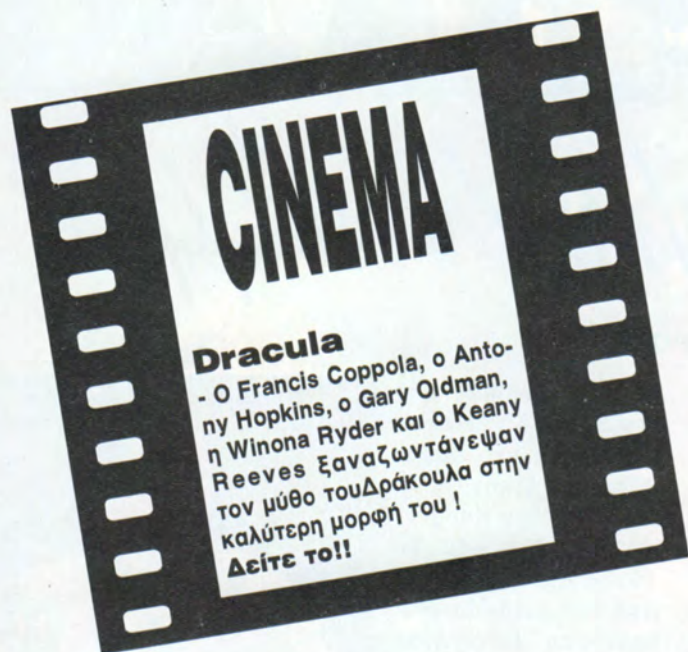 CINEMA
Dracula
- Ο Francis Coppola, ο Anto-
ny Hopkins, ο Gary Oldman,
η Winona Ryder και ο Keany
Reeves ξαναζωντάνεψαν
τον μύθο τουΔράκουλα στην
καλύτερη μορφή του !
Δείτε το!!